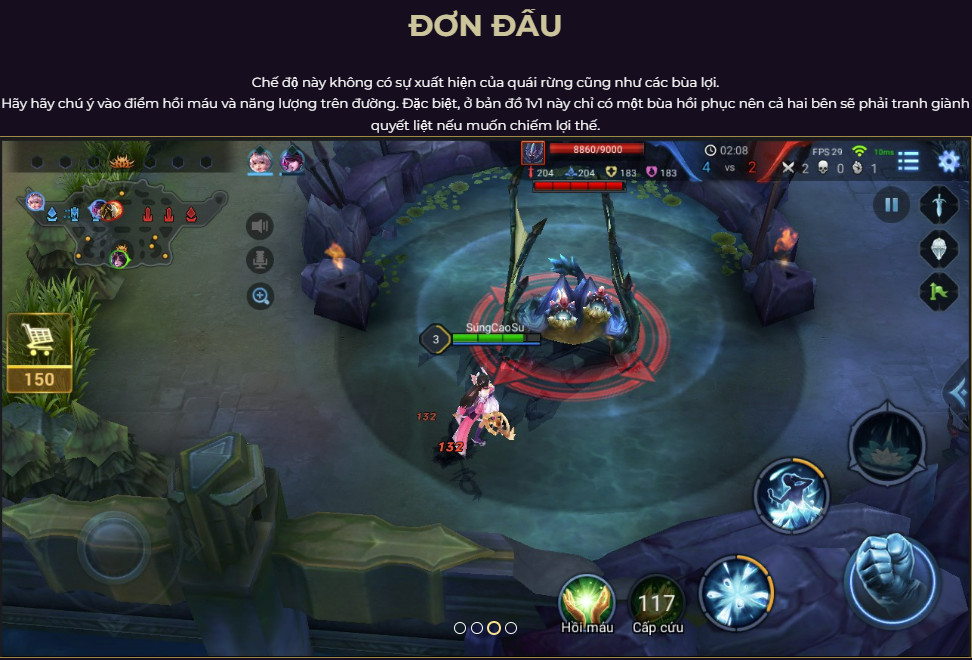 ĐƠN ĐẤU
Chế độ này không có sự xuất hiện của quái rừng cũng như các bùa lợi.
Hãy hãy chú ý vào điểm hồi máu và năng lượng trên đường. Đặc biệt, ở bản đồ 1v1 này chỉ có một bùa hồi phục nên cả hai bên sẽ phải tranh giành
quyết liệt nếu muốn chiếm lợi thế.
8860/9000
204 204 183 183
02:08 FPS 29 10ms
4 vs 2 2 0 1
SungCaoSu
3
150
132
132
117
Hồi máu Cấp cứu